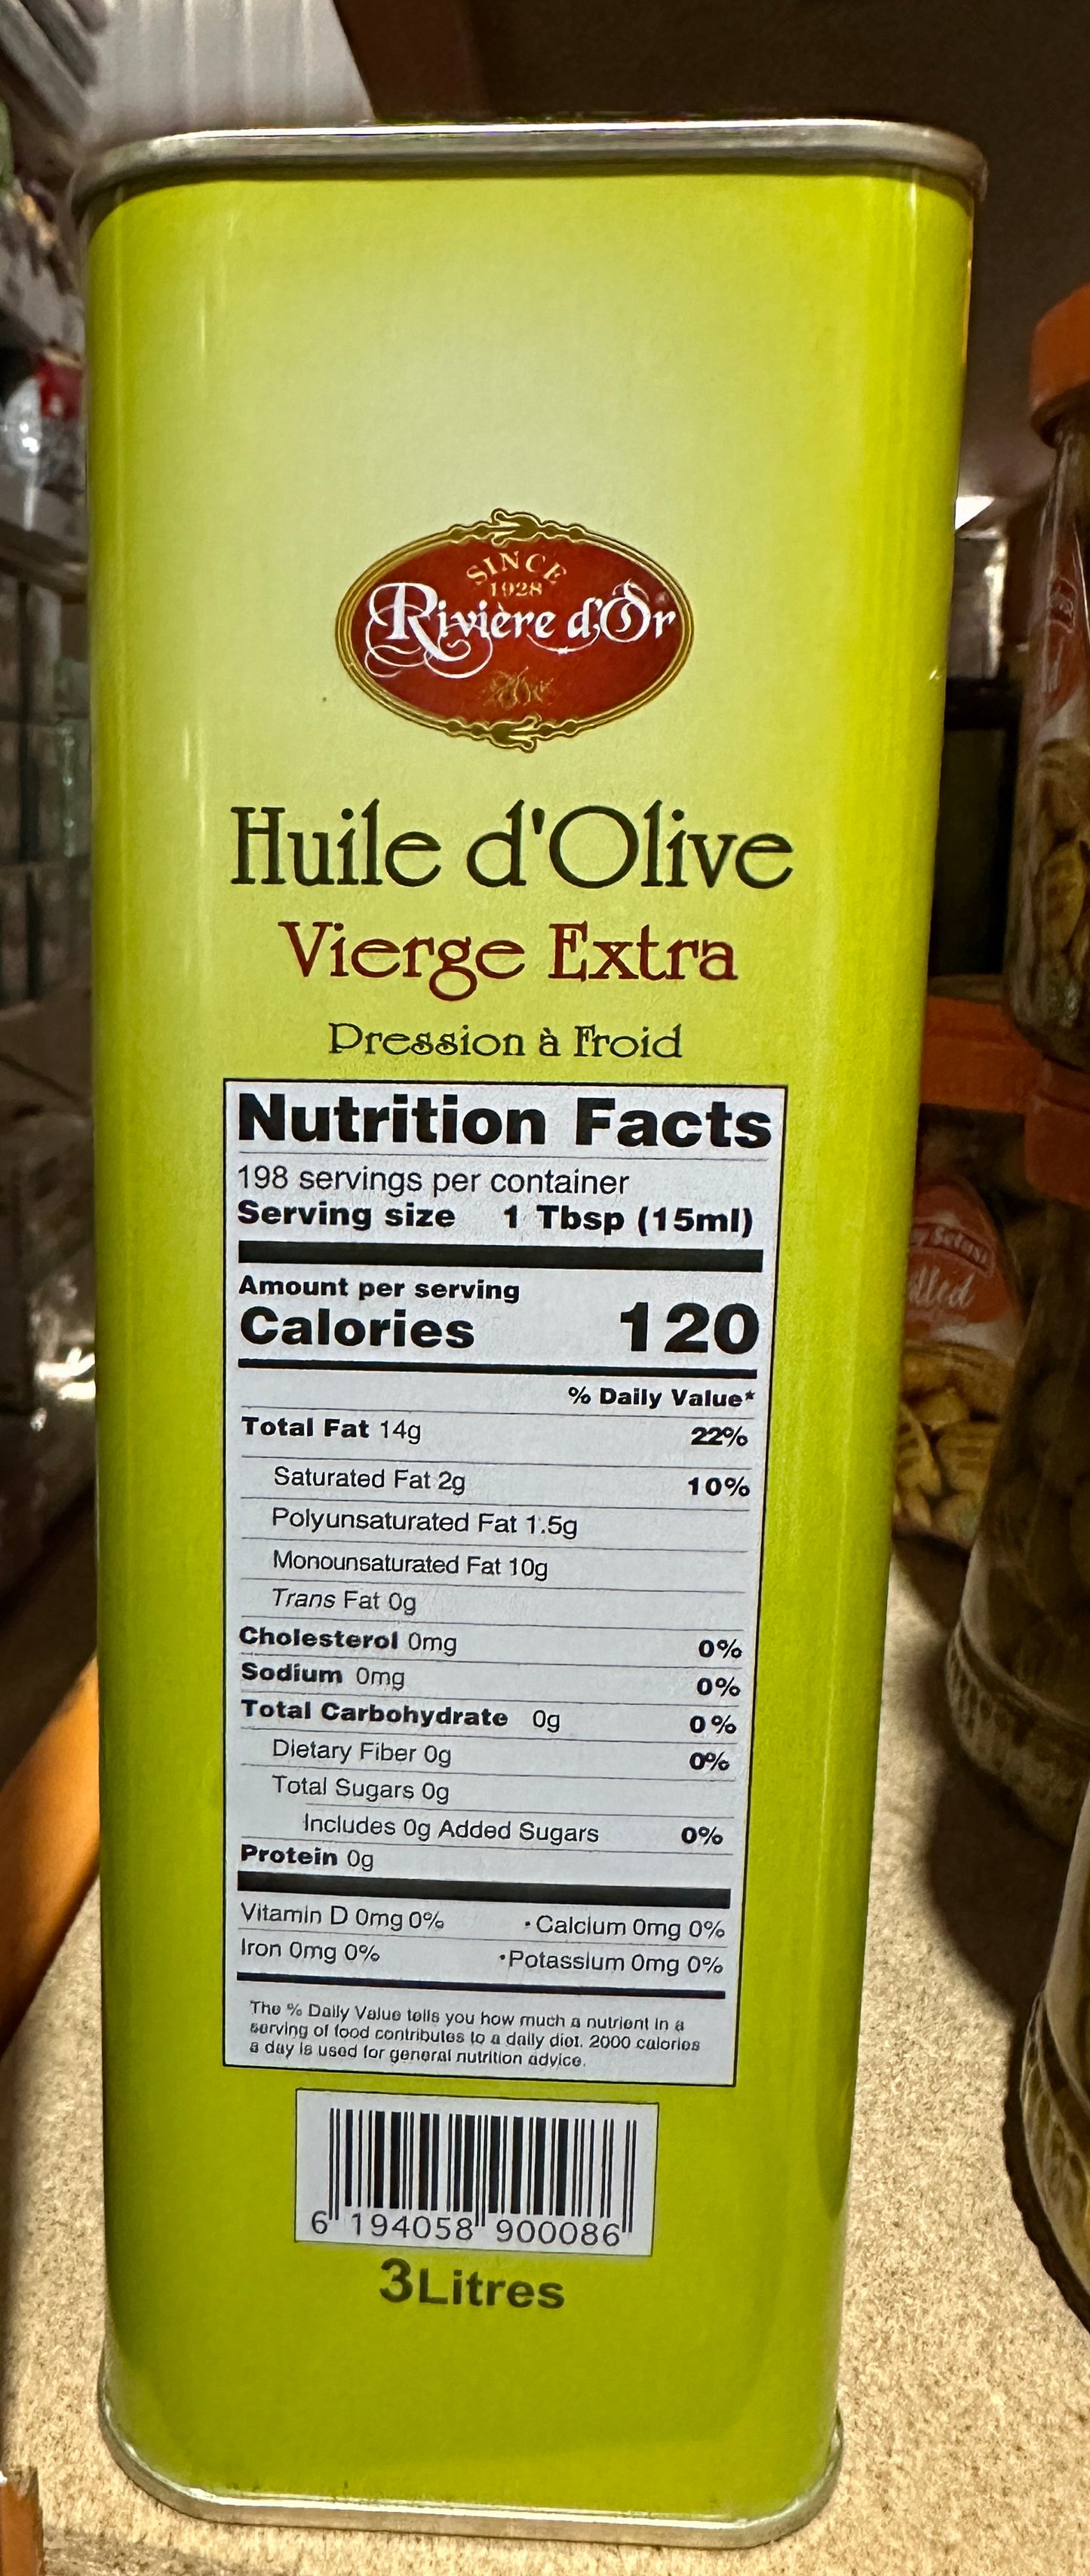 SINCE
1928
Rivière d'Or
Huile d'Olive
Vierge Extra
Pression à Froid
Nutrition Facts
198 servings per container
Serving size 1 Tbsp (15ml)
Amount per serving
Calories 120
% Daily Value*
Total Fat 14g 22%
Saturated Fat 2g 10%
Polyunsaturated Fat 1.5g
Monounsaturated Fat 10g
Trans Fat 0g
Cholesterol 0mg 0%
Sodium 0mg 0%
Total Carbohydrate 0g 0%
Dietary Fiber 0g 0%
Total Sugars 0g
Includes 0g Added Sugars 0%
Protein 0g
Vitamin D 0mg 0% • Calcium 0mg 0%
Iron 0mg 0% • Potassium 0mg 0%
The % Daily Value tells you how much a nutrient in a
serving of food contributes to a daily diet. 2000 calories
a day is used for general nutrition advice.
6 194058 900086
3Litres